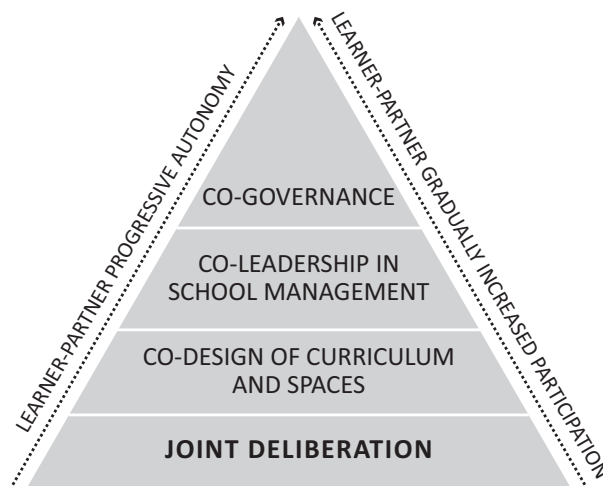 LEARNER-PARTNER PROGRESSIVE AUTONOMY
LEARNER-PARTNER GRADUALLY INCREASED PARTICIPATION
CO-GOVERNANCE
CO-LEADERSHIP IN
SCHOOL MANAGEMENT
CO-DESIGN OF CURRICULUM
AND SPACES
JOINT DELIBERATION